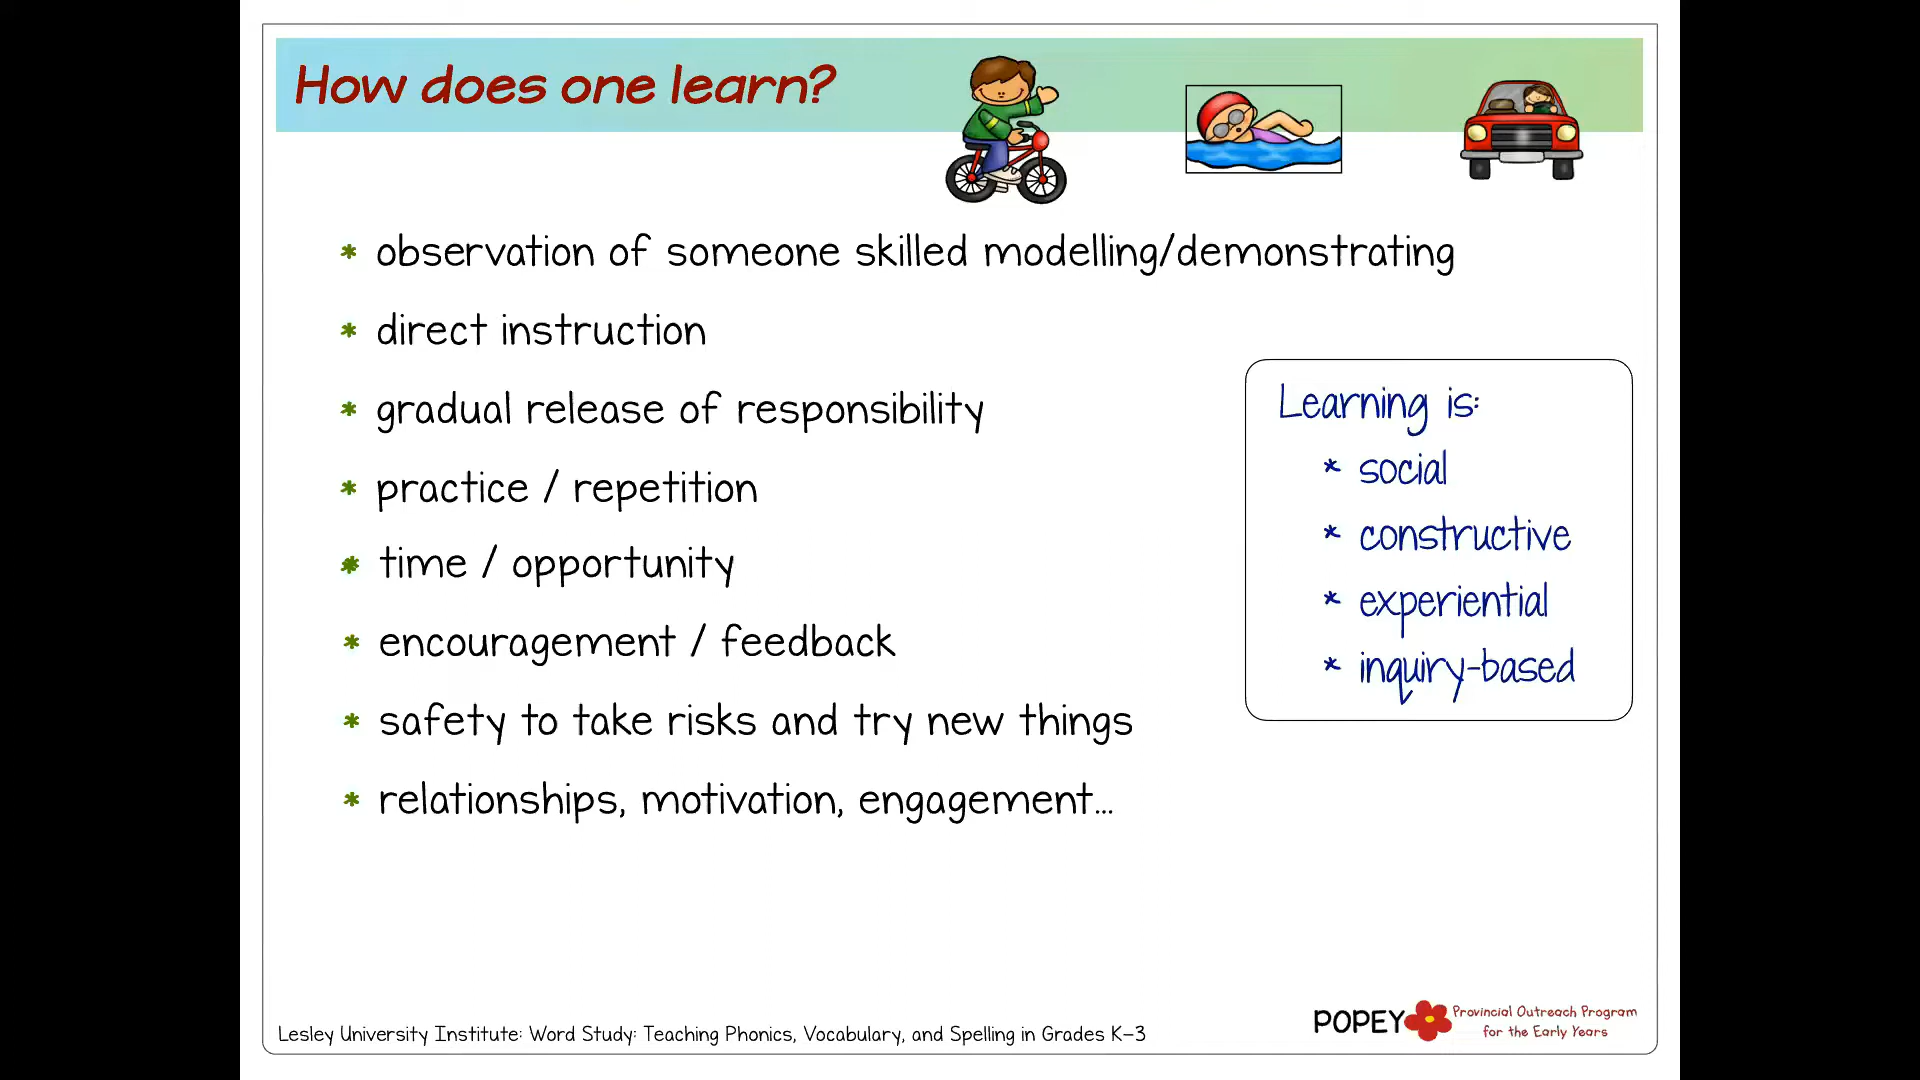 How does one learn?
* observation of someone skilled modelling/demonstrating
* direct instruction
* gradual release of responsibility
* practice / repetition
* time / opportunity
* encouragement / feedback
* safety to take risks and try new things
* relationships, motivation, engagement...
Learning is:
* social
* constructive
* experiential
* inquiry-based
Lesley University Institute: Word Study: Teaching Phonics, Vocabulary, and Spelling in Grades K-3
POPEY Provincial Outreach Program
for the Early Years